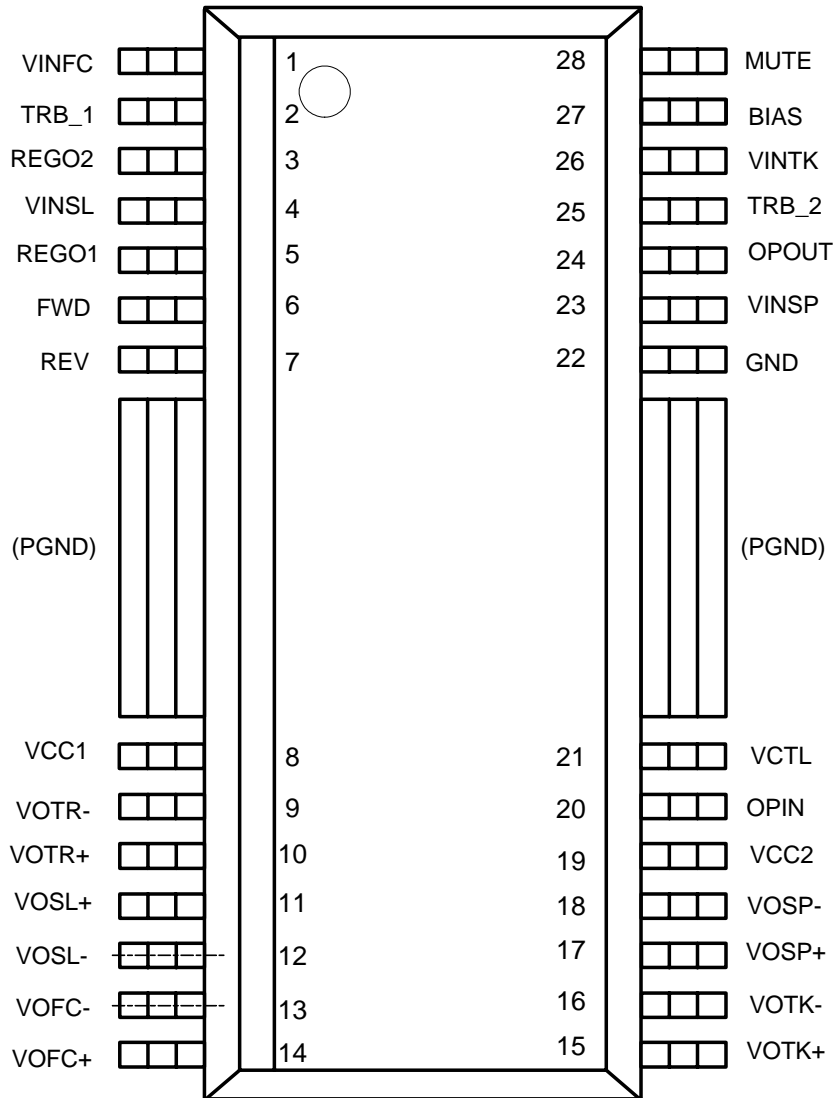 VINFC 1 28 MUTE
TRB_1 2 27 BIAS
REGO2 3 26 VINTK
VINSL 4 25 TRB_2
REGO1 5 24 OPOUT
FWD 6 23 VINSP
REV 7 22 GND
(PGND) (PGND)
VCC1 8 21 VCTL
VOTR- 9 20 OPIN
VOTR+ 10 19 VCC2
VOSL+ 11 18 VOSP-
VOSL- 12 17 VOSP+
VOFC- 13 16 VOTK-
VOFC+ 14 15 VOTK+